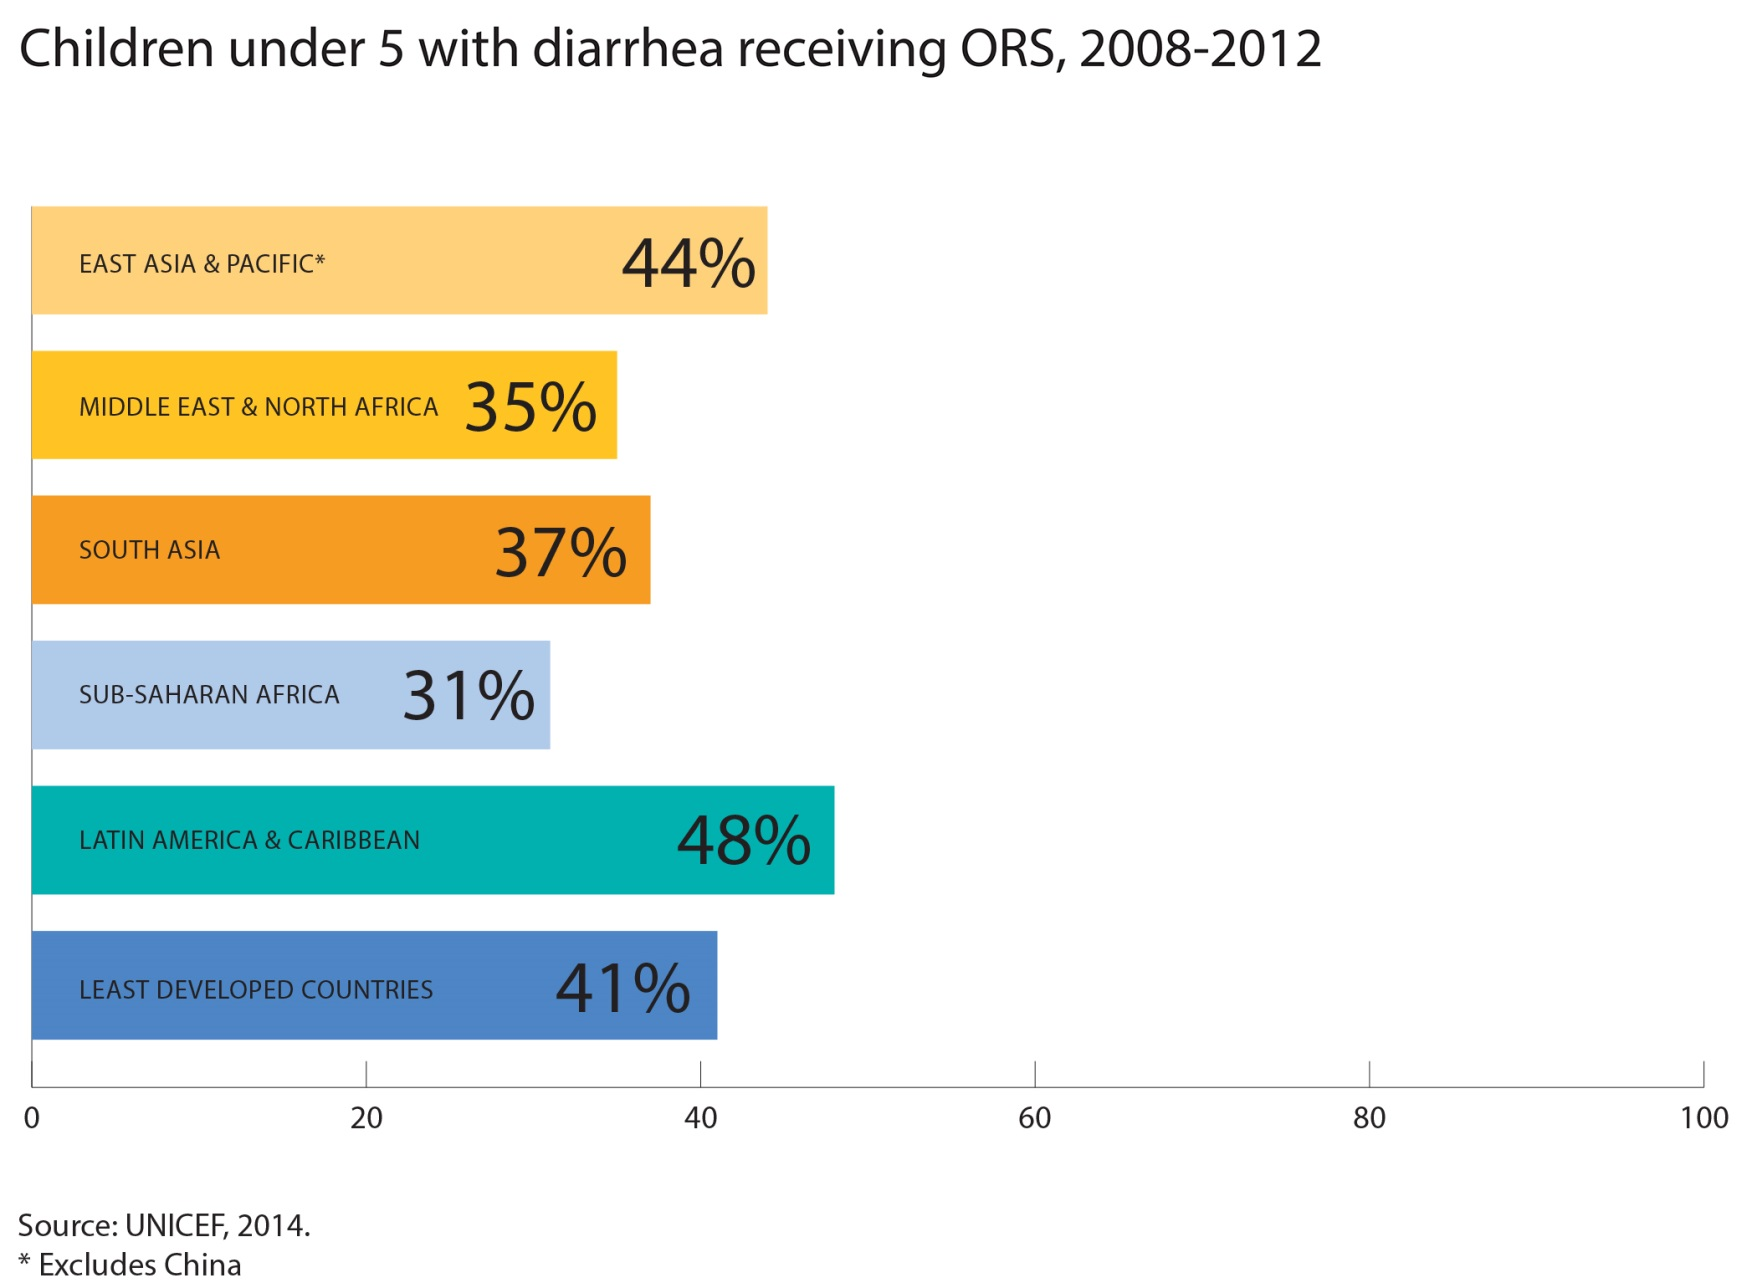 Children under 5 with diarrhea receiving ORS, 2008-2012
EAST ASIA & PACIFIC* 44%
MIDDLE EAST & NORTH AFRICA 35%
SOUTH ASIA 37%
SUB-SAHARAN AFRICA 31%
LATIN AMERICA & CARIBBEAN 48%
LEAST DEVELOPED COUNTRIES 41%
0 20 40 60 80 100
Source: UNICEF, 2014.
* Excludes China